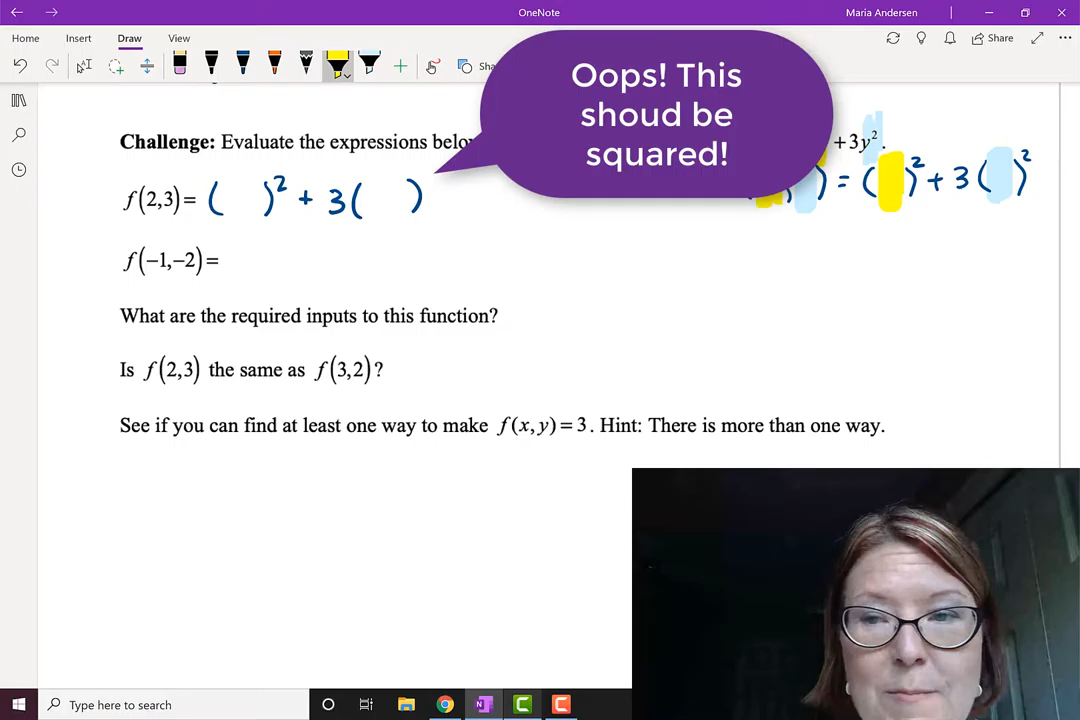 OneNote
Maria Andersen
Home Insert Draw View
Share
Sha
Oops! This
shoud be
squared!
Challenge: Evaluate the expressions belo
+3y².
f(2,3)= ( )² + 3( )
) = ( )² + 3( )²
f(−1,−2)=
What are the required inputs to this function?
Is f(2,3) the same as f(3,2)?
See if you can find at least one way to make f(x,y)=3. Hint: There is more than one way.
Type here to search